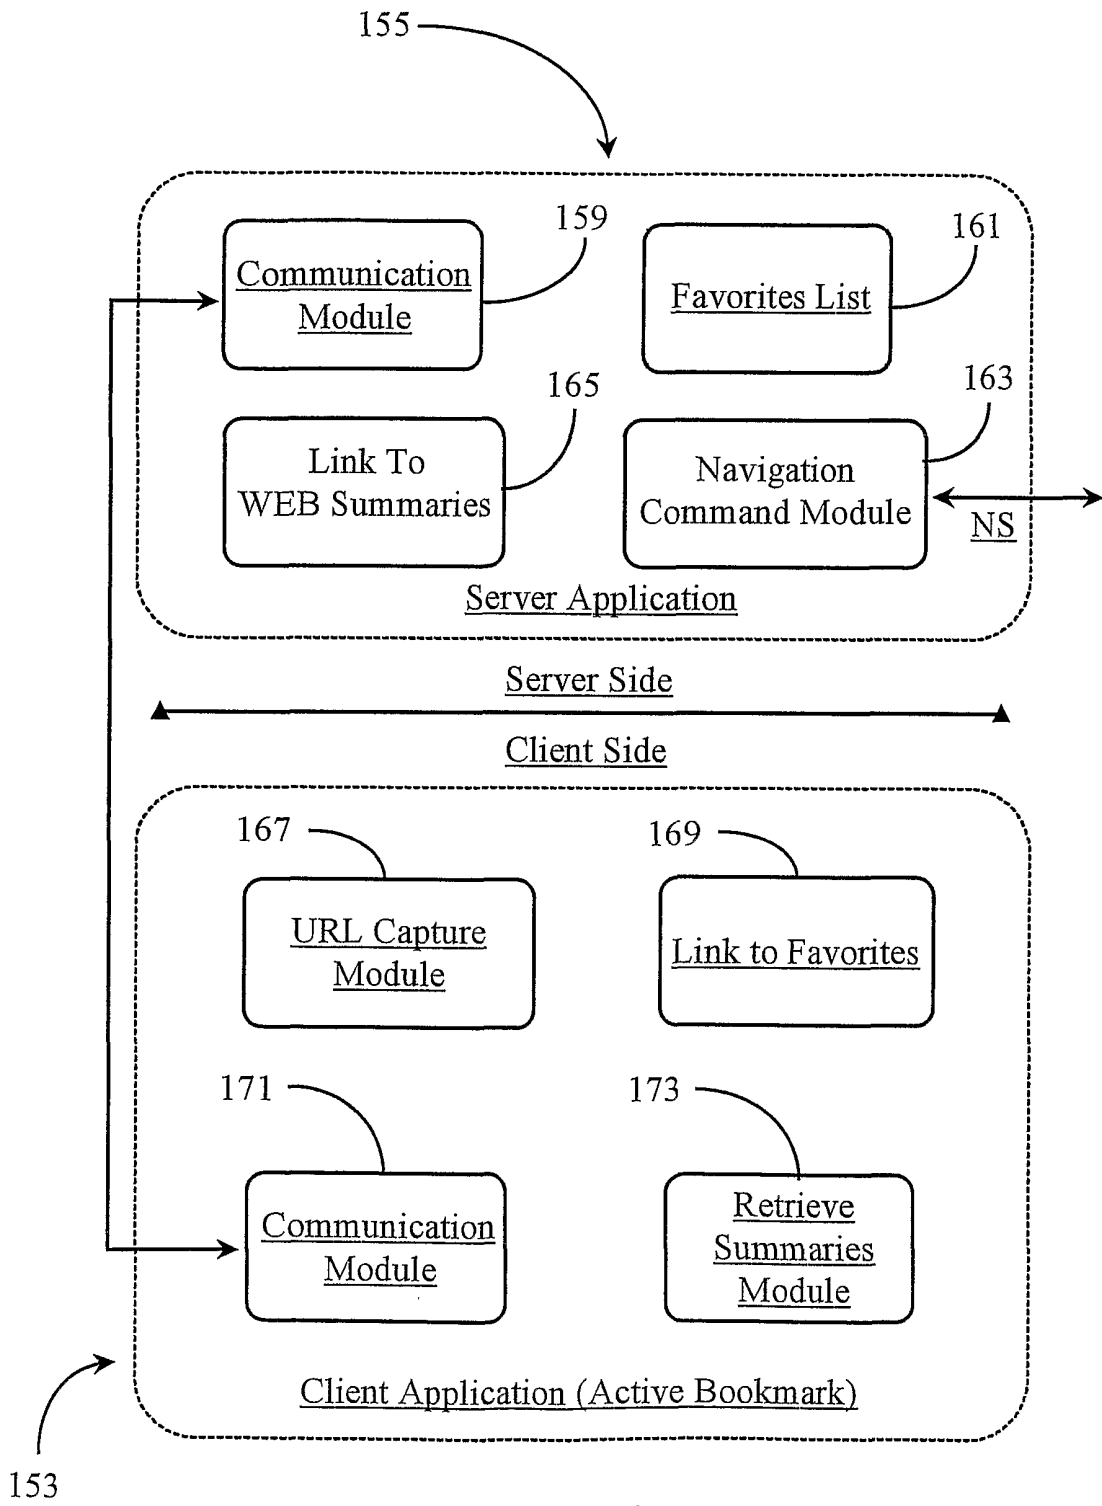 155
159
161
Communication
Module
Favorites List
165
163
Link To
WEB Summaries
Navigation
Command Module
NS
Server Application
Server Side
Client Side
167
169
URL Capture
Module
Link to Favorites
171
173
Communication
Module
Retrieve
Summaries
Module
Client Application (Active Bookmark)
153